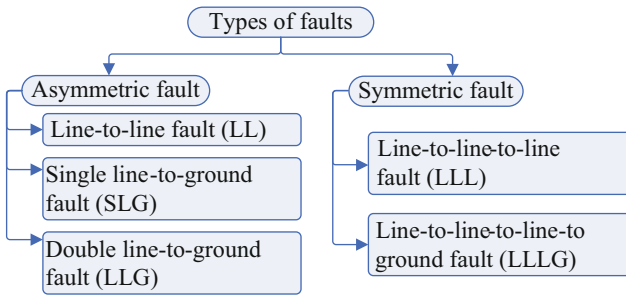 Types of faults
Asymmetric fault
Line-to-line fault (LL)
Single line-to-ground
fault (SLG)
Double line-to-ground
fault (LLG)
Symmetric fault
Line-to-line-to-line
fault (LLL)
Line-to-line-to-line-to
ground fault (LLLG)